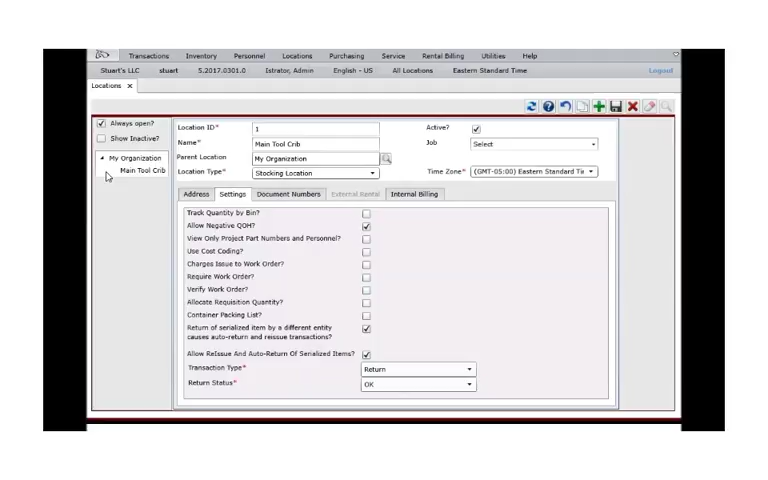 Transactions Inventory Personnel Locations Purchasing Service Rental Billing Utilities Help
Stuart's LLC stuart 5.2017.0301.0 Istrator, Admin English - US All Locations Eastern Standard Time Logout
Locations X
Always open?
Show Inactive?
My Organization
Main Tool Crib
Location ID* 1 Active?
Name* Main Tool Crib Job Select
Parent Location My Organization
Location Type* Stocking Location Time Zone* (GMT-05:00) Eastern Standard Ti
Address Settings Document Numbers External Rental Internal Billing
Track Quantity by Bin?
Allow Negative QOH?
View Only Project Part Numbers and Personnel?
Use Cost Coding?
Charges Issue to Work Order?
Require Work Order?
Verify Work Order?
Allocate Requisition Quantity?
Container Packing List?
Return of serialized item by a different entity
causes auto-return and reissue transactions?
Allow ReIssue And Auto-Return Of Serialized Items?
Transaction Type* Return
Return Status* OK